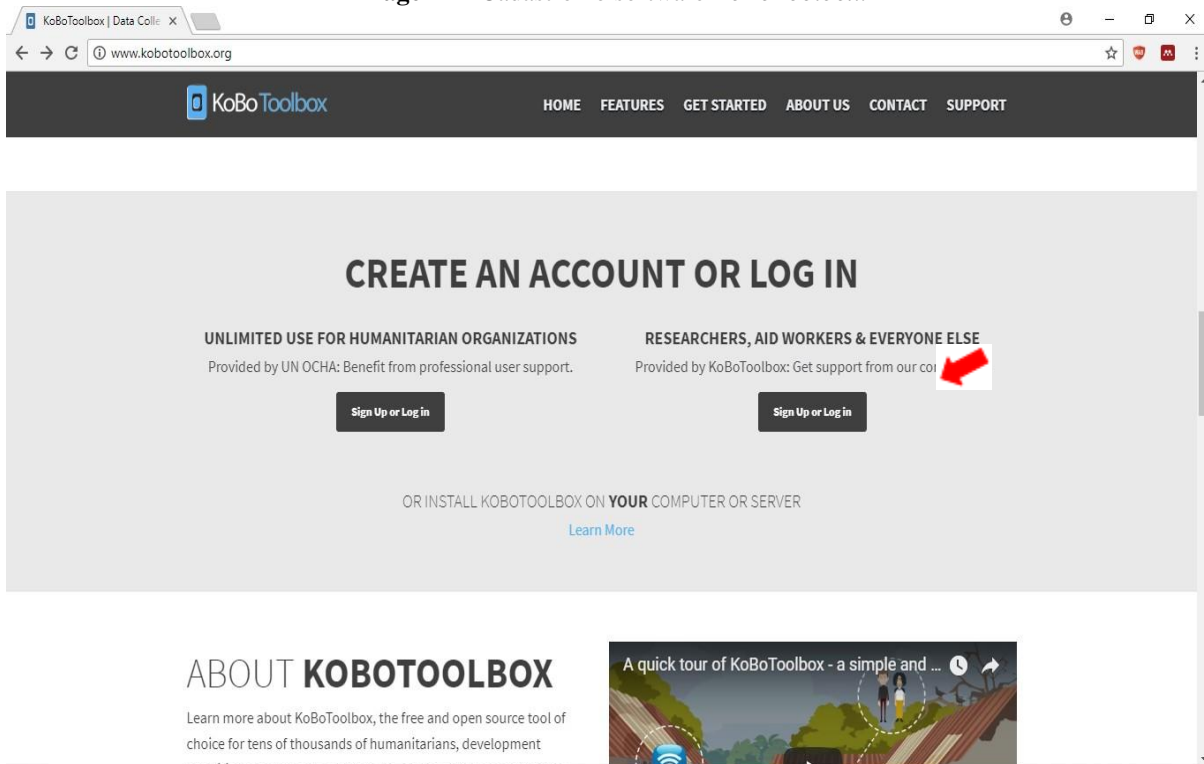 KoBoToolbox | Data Colle
www.kobotoolbox.org
KoBoToolbox
HOME FEATURES GET STARTED ABOUT US CONTACT SUPPORT
CREATE AN ACCOUNT OR LOG IN
UNLIMITED USE FOR HUMANITARIAN ORGANIZATIONS
Provided by UN OCHA: Benefit from professional user support.
Sign Up or Log in
RESEARCHERS, AID WORKERS & EVERYONE ELSE
Provided by KoBoToolbox: Get support from our
Sign Up or Log in
OR INSTALL KOBOTOOLBOX ON YOUR COMPUTER OR SERVER
Learn More
ABOUT KOBOTOOLBOX
Learn more about KoBoToolbox, the free and open source tool of
choice for tens of thousands of humanitarians, development
A quick tour of KoBoToolbox - a simple and ...